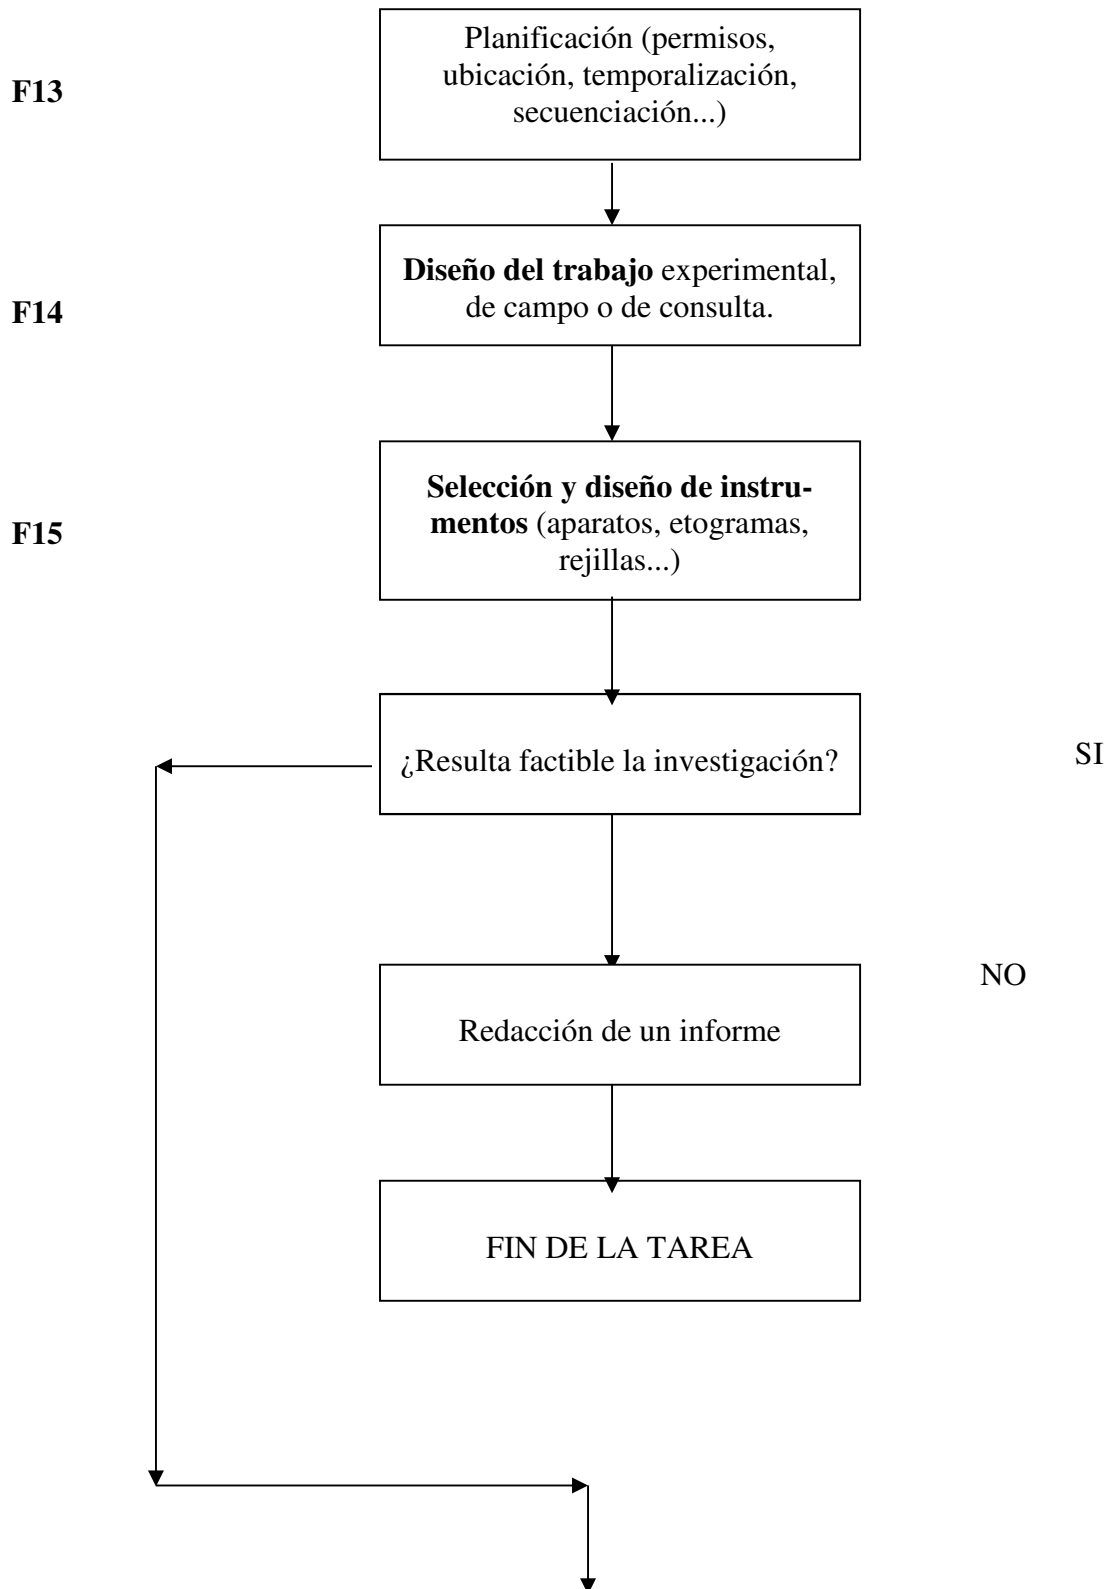 Planificación (permisos,
ubicación, temporalización,
secuenciación...)
F13
Diseño del trabajo experimental,
de campo o de consulta.
F14
Selección y diseño de instru-
mentos (aparatos, etogramas,
rejillas...)
F15
¿Resulta factible la investigación?
SI
NO
Redacción de un informe
FIN DE LA TAREA